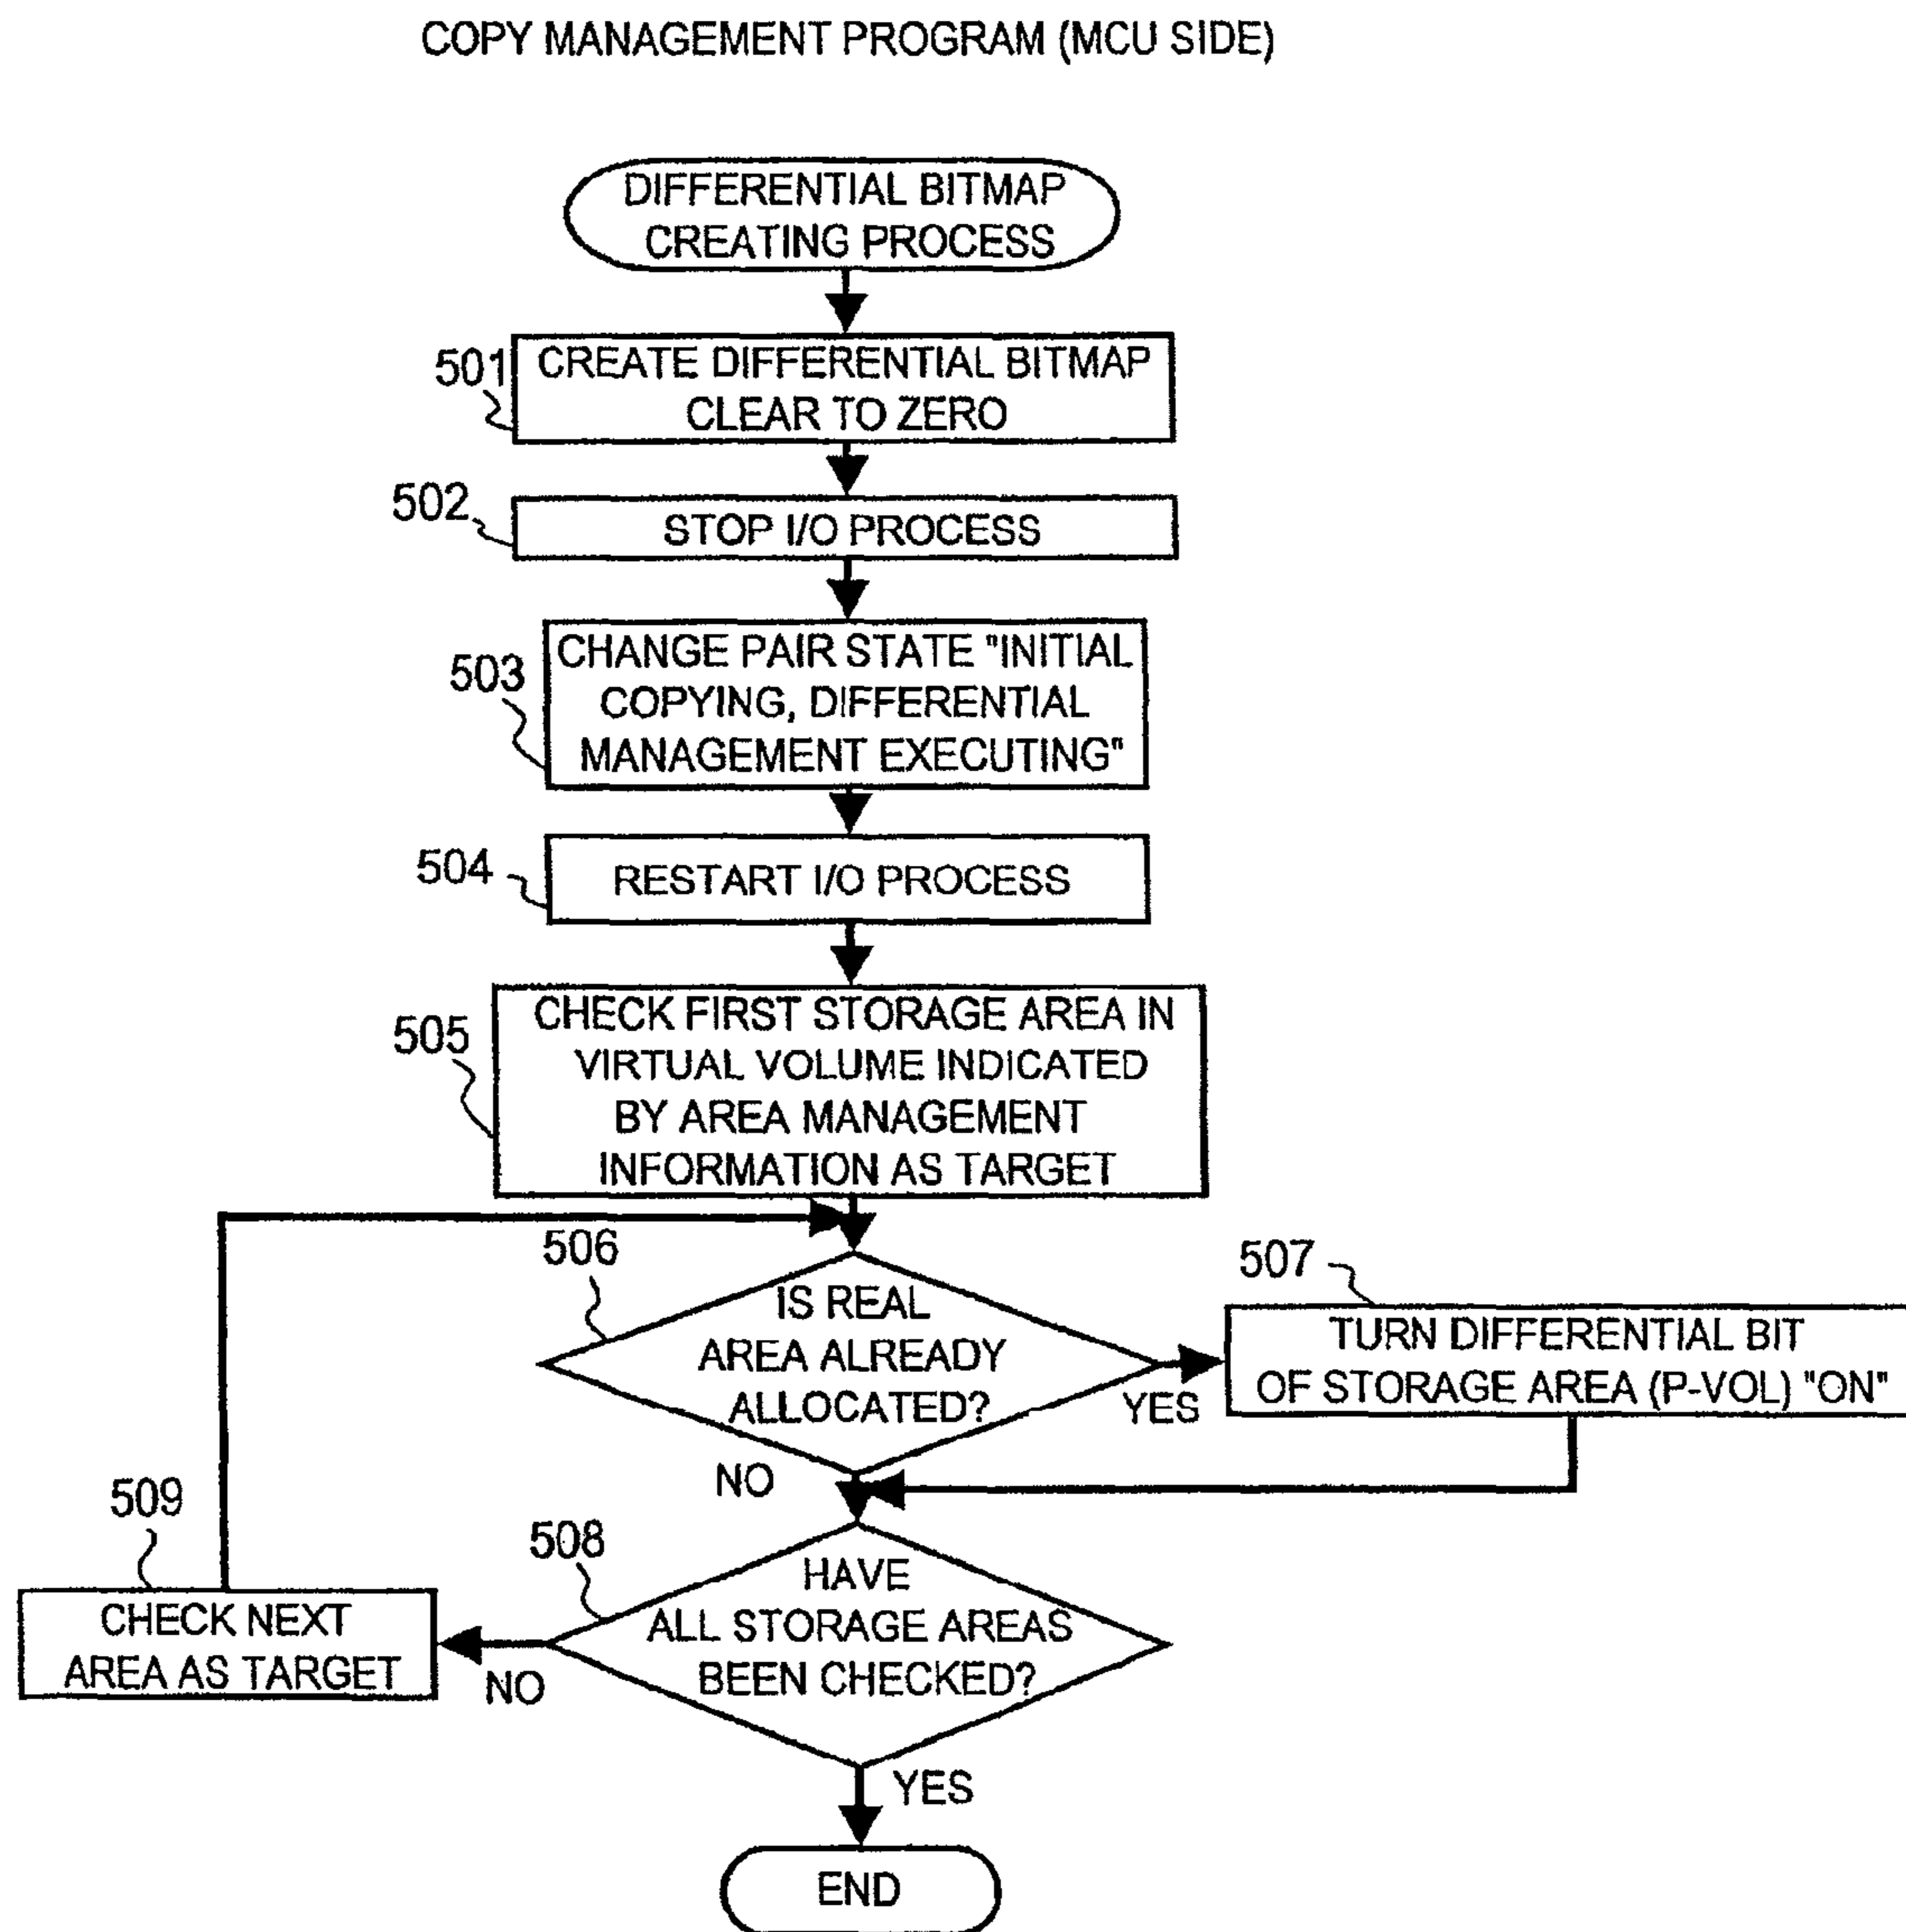 COPY MANAGEMENT PROGRAM (MCU SIDE)
DIFFERENTIAL BITMAP
CREATING PROCESS
501
CREATE DIFFERENTIAL BITMAP
CLEAR TO ZERO
502
STOP I/O PROCESS
503
CHANGE PAIR STATE "INITIAL
COPYING, DIFFERENTIAL
MANAGEMENT EXECUTING"
504
RESTART I/O PROCESS
505
CHECK FIRST STORAGE AREA IN
VIRTUAL VOLUME INDICATED
BY AREA MANAGEMENT
INFORMATION AS TARGET
506
IS REAL
AREA ALREADY
ALLOCATED?
YES
507
TURN DIFFERENTIAL BIT
OF STORAGE AREA (P-VOL) "ON"
NO
508
HAVE
ALL STORAGE AREAS
BEEN CHECKED?
NO
509
CHECK NEXT
AREA AS TARGET
YES
END